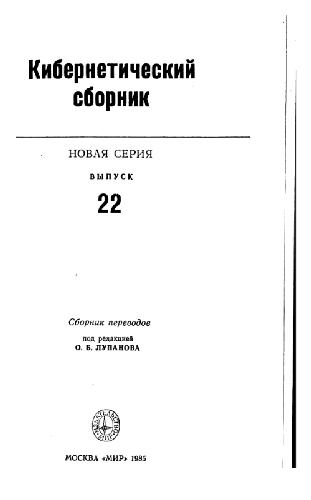 Кибернетический
сборник
НОВАЯ СЕРИЯ
ВЫПУСК
22
Сборник переводов
под редакцией
О. Б. ЛУПАНОВА
МОСКВА «МИР» 1985